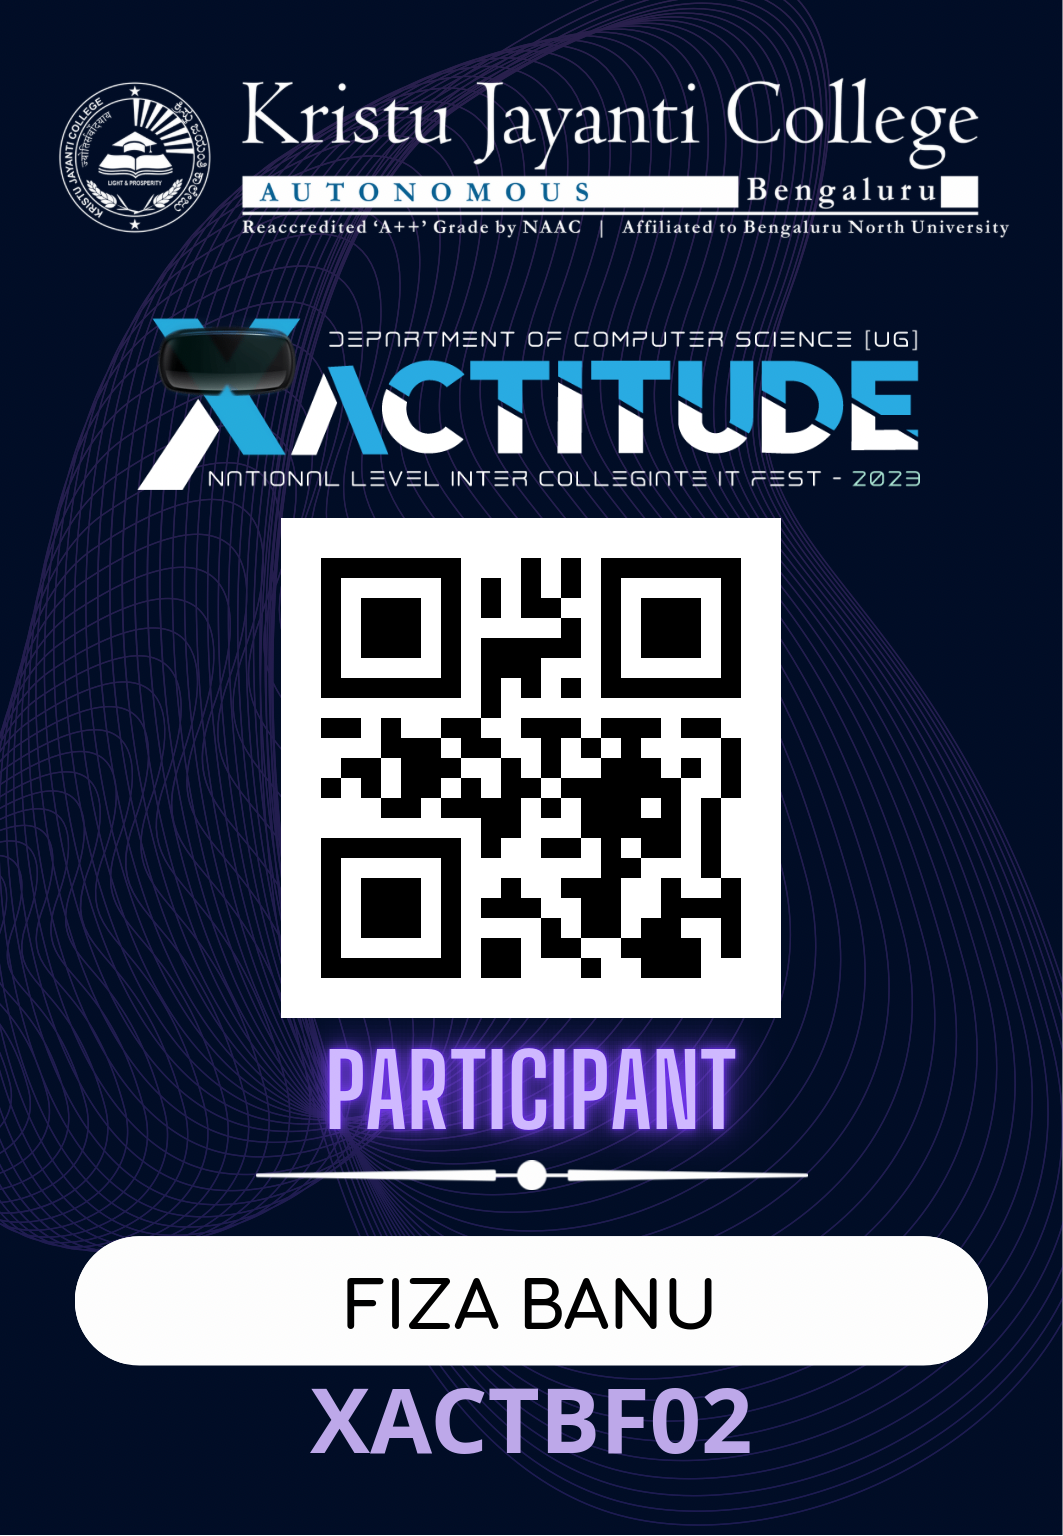 KRISTU JAYANTI COLLEGE
ಕ್ರಿಸ್ತು ಜಯಂತಿ ಕಾಲೇಜು
LIGHT & PROSPERITY
Kristu Jayanti College
AUTONOMOUS Bengaluru
Reaccredited ‘A++’ Grade by NAAC | Affiliated to Bengaluru North University
DEPARTMENT OF COMPUTER SCIENCE [UG]
XACTITUDE
NATIONAL LEVEL INTER COLLEGIATE IT FEST - 2023
PARTICIPANT
FIZA BANU
XACTBF02